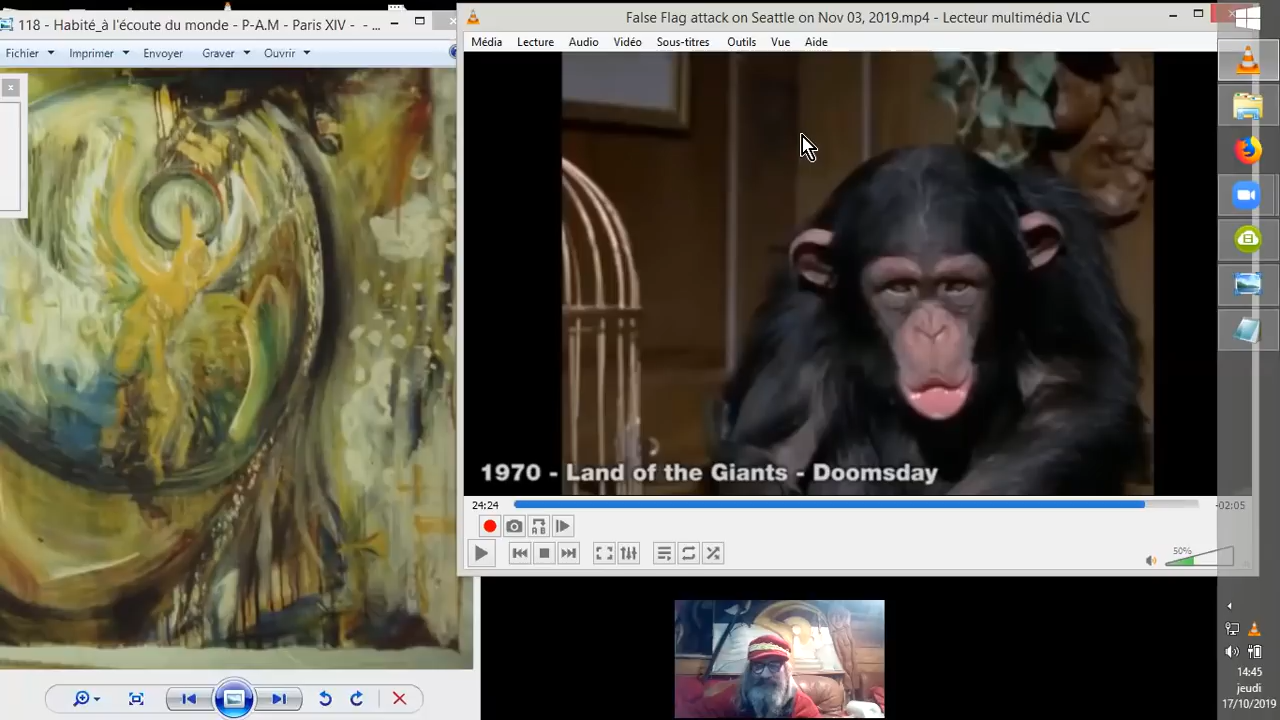 118 - Habité_à l'écoute du monde - P-A-M - Paris XIV - - ...
Fichier Imprimer Envoyer Graver Ouvrir
False Flag attack on Seattle on Nov 03, 2019.mp4 - Lecteur multimédia VLC
Média Lecture Audio Vidéo Sous-titres Outils Vue Aide
1970 - Land of the Giants - Doomsday
24:24 -02:05
A B
50%
14:45
jeudi
17/10/2019